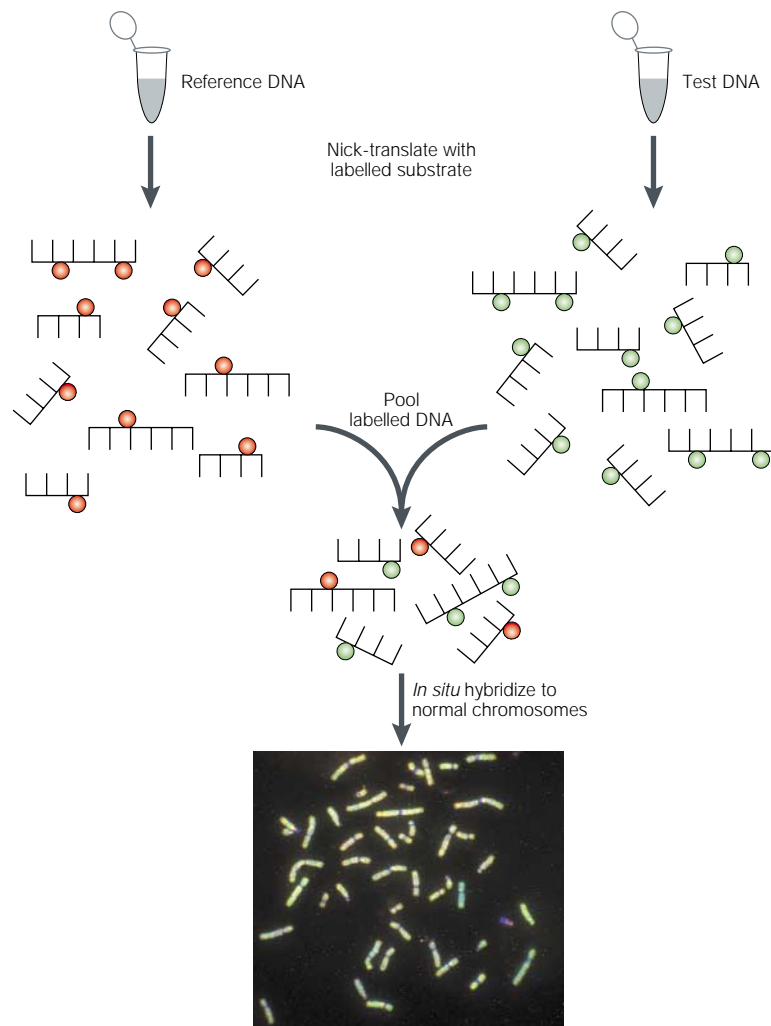 Reference DNA
Test DNA
Nick-translate with
labelled substrate
Pool
labelled DNA
In situ hybridize to
normal chromosomes